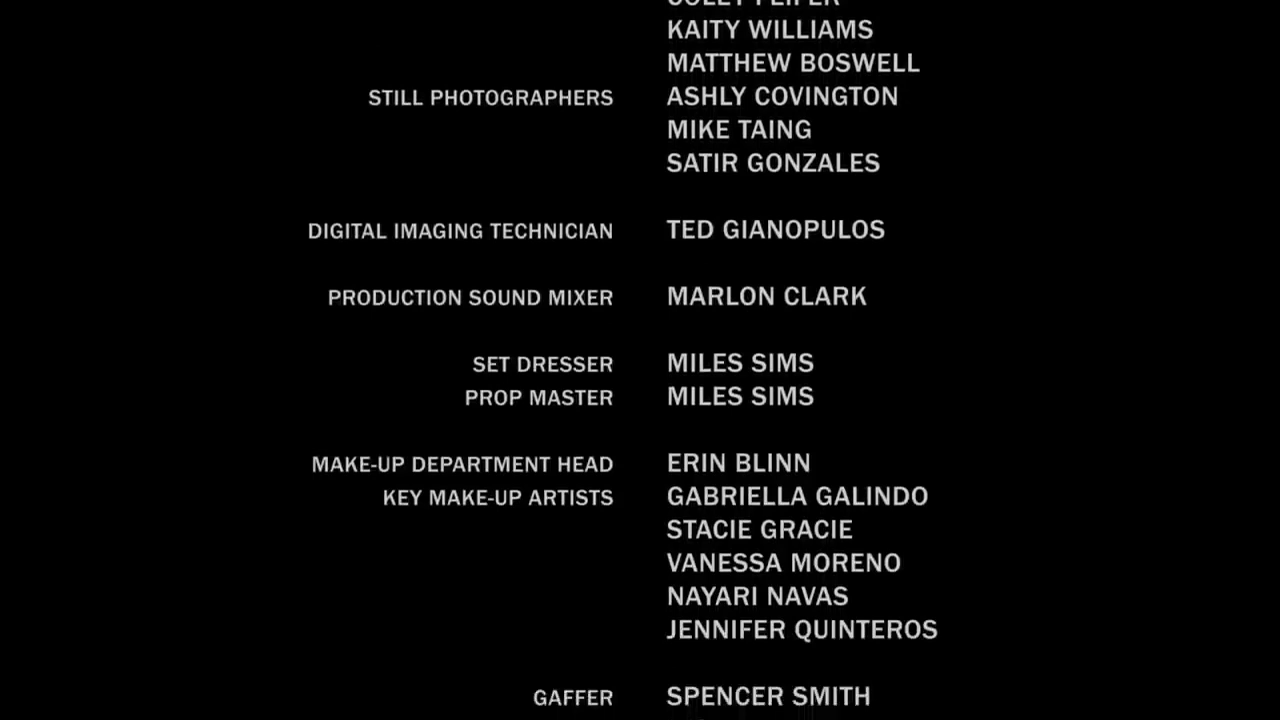 KAITY WILLIAMS
MATTHEW BOSWELL
STILL PHOTOGRAPHERS ASHLY COVINGTON
MIKE TAING
SATIR GONZALES
DIGITAL IMAGING TECHNICIAN TED GIANOPULOS
PRODUCTION SOUND MIXER MARLON CLARK
SET DRESSER MILES SIMS
PROP MASTER MILES SIMS
MAKE-UP DEPARTMENT HEAD ERIN BLINN
KEY MAKE-UP ARTISTS GABRIELLA GALINDO
STACIE GRACIE
VANESSA MORENO
NAYARI NAVAS
JENNIFER QUINTEROS
GAFFER SPENCER SMITH